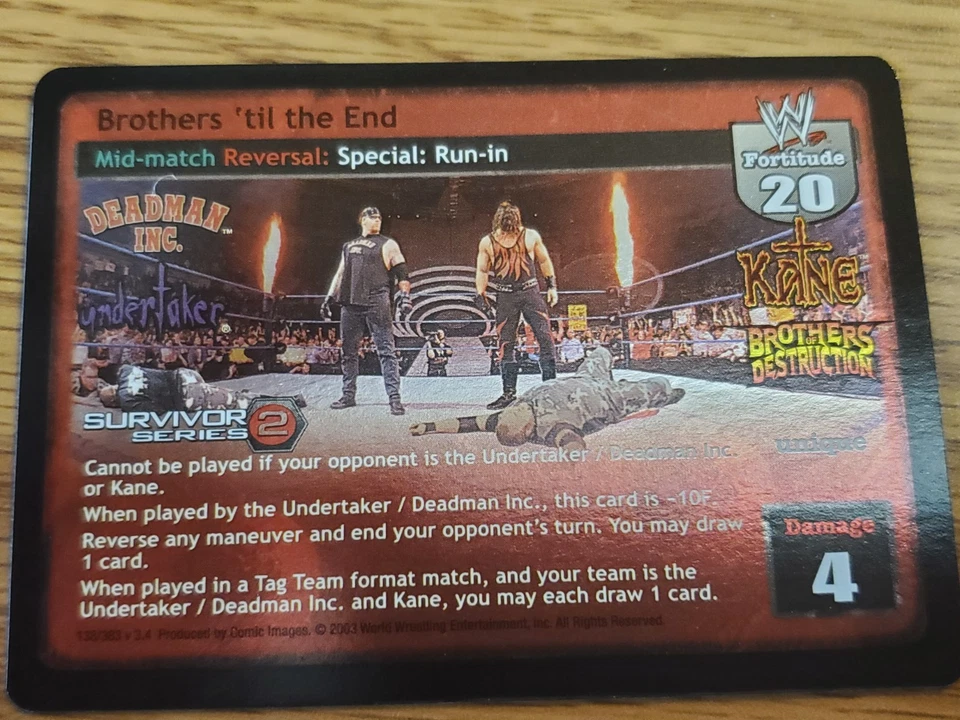 Brothers 'til the End
Mid-match Reversal: Special: Run-in
W
Fortitude
20
DEADMAN
INC.™
undertaker
KANE™
BROTHERS
OF
DESTRUCTION
SURVIVOR
SERIES 2
unique
Cannot be played if your opponent is the Undertaker / Deadman Inc.
or Kane.
When played by the Undertaker / Deadman Inc., this card is -10F.
Reverse any maneuver and end your opponent's turn. You may draw
1 card.
When played in a Tag Team format match, and your team is the
Undertaker / Deadman Inc. and Kane, you may each draw 1 card.
Damage
4
/383 v 3.4 Produced by Comic Images. © 2003 World Wrestling Entertainment, Inc. All Rights Reserved.